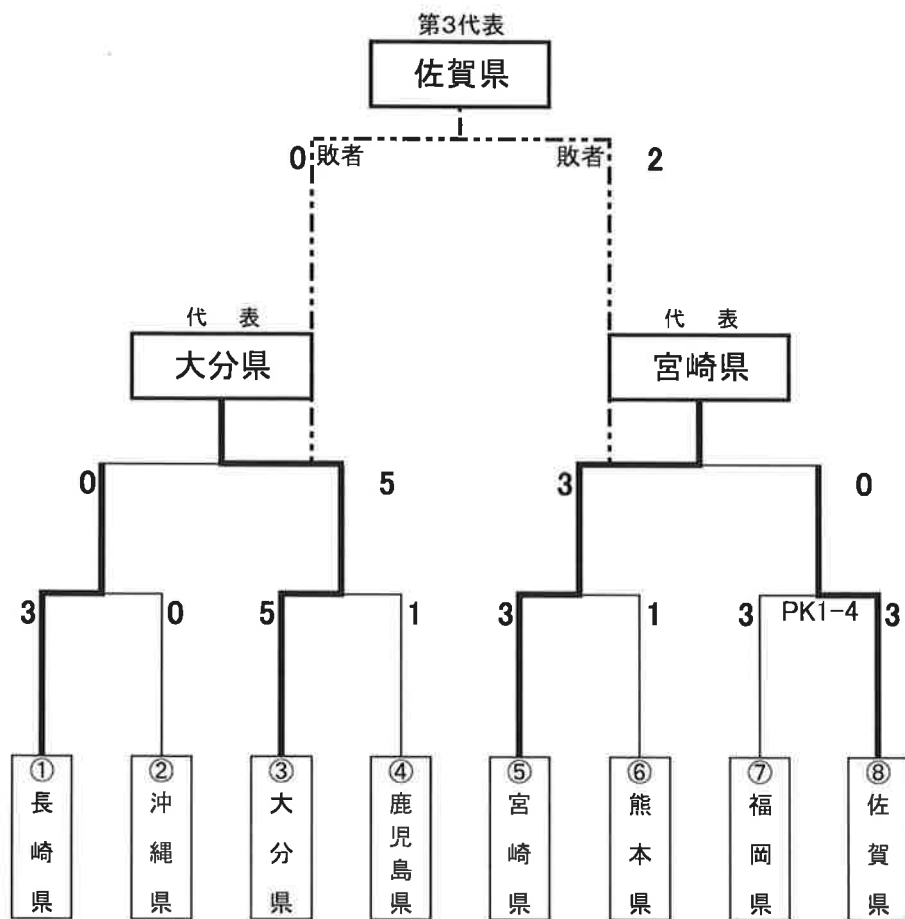 第3代表
佐賀県
0 敗者 敗者 2
代 表 代 表
大分県 宮崎県
0 5 3 0
3 0 5 1 3 1 3 PK1-4 3
① ② ③ ④ ⑤ ⑥ ⑦ ⑧
長崎県 沖縄県 大分県 鹿児島県 宮崎県 熊本県 福岡県 佐賀県